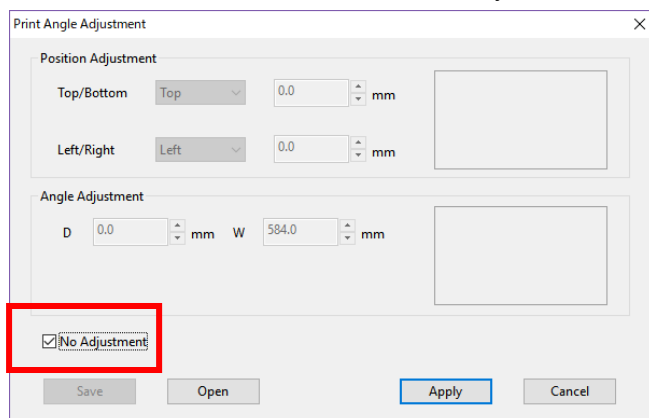 Print Angle Adjustment
Position Adjustment
Top/Bottom Top 0.0 mm
Left/Right Left 0.0 mm
Angle Adjustment
D 0.0 mm W 584.0 mm
No Adjustment
Save Open Apply Cancel